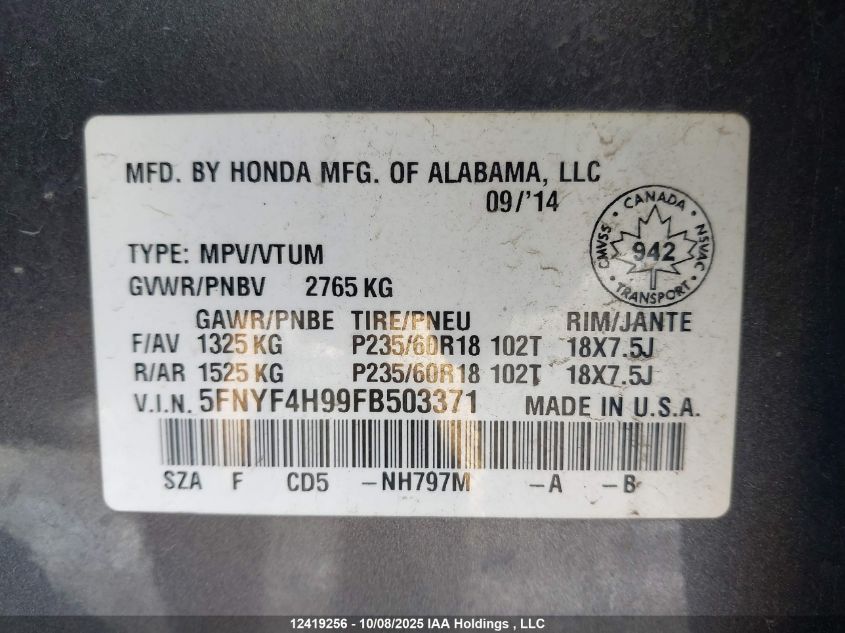 MFD. BY HONDA MFG. OF ALABAMA, LLC
09/'14
CANADA
CMVSS 942 NSVAC
TRANSPORT
TYPE: MPV/VTUM
GVWR/PNBV 2765 KG
GAWR/PNBE TIRE/PNEU RIM/JANTE
F/AV 1325 KG P235/60R18 102T 18X7.5J
R/AR 1525 KG P235/60R18 102T 18X7.5J
V.I.N. 5FNYF4H99FB503371 MADE IN U.S.A.
SZA F CD5 -NH797M -A -B
12419256 - 10/08/2025 IAA Holdings , LLC